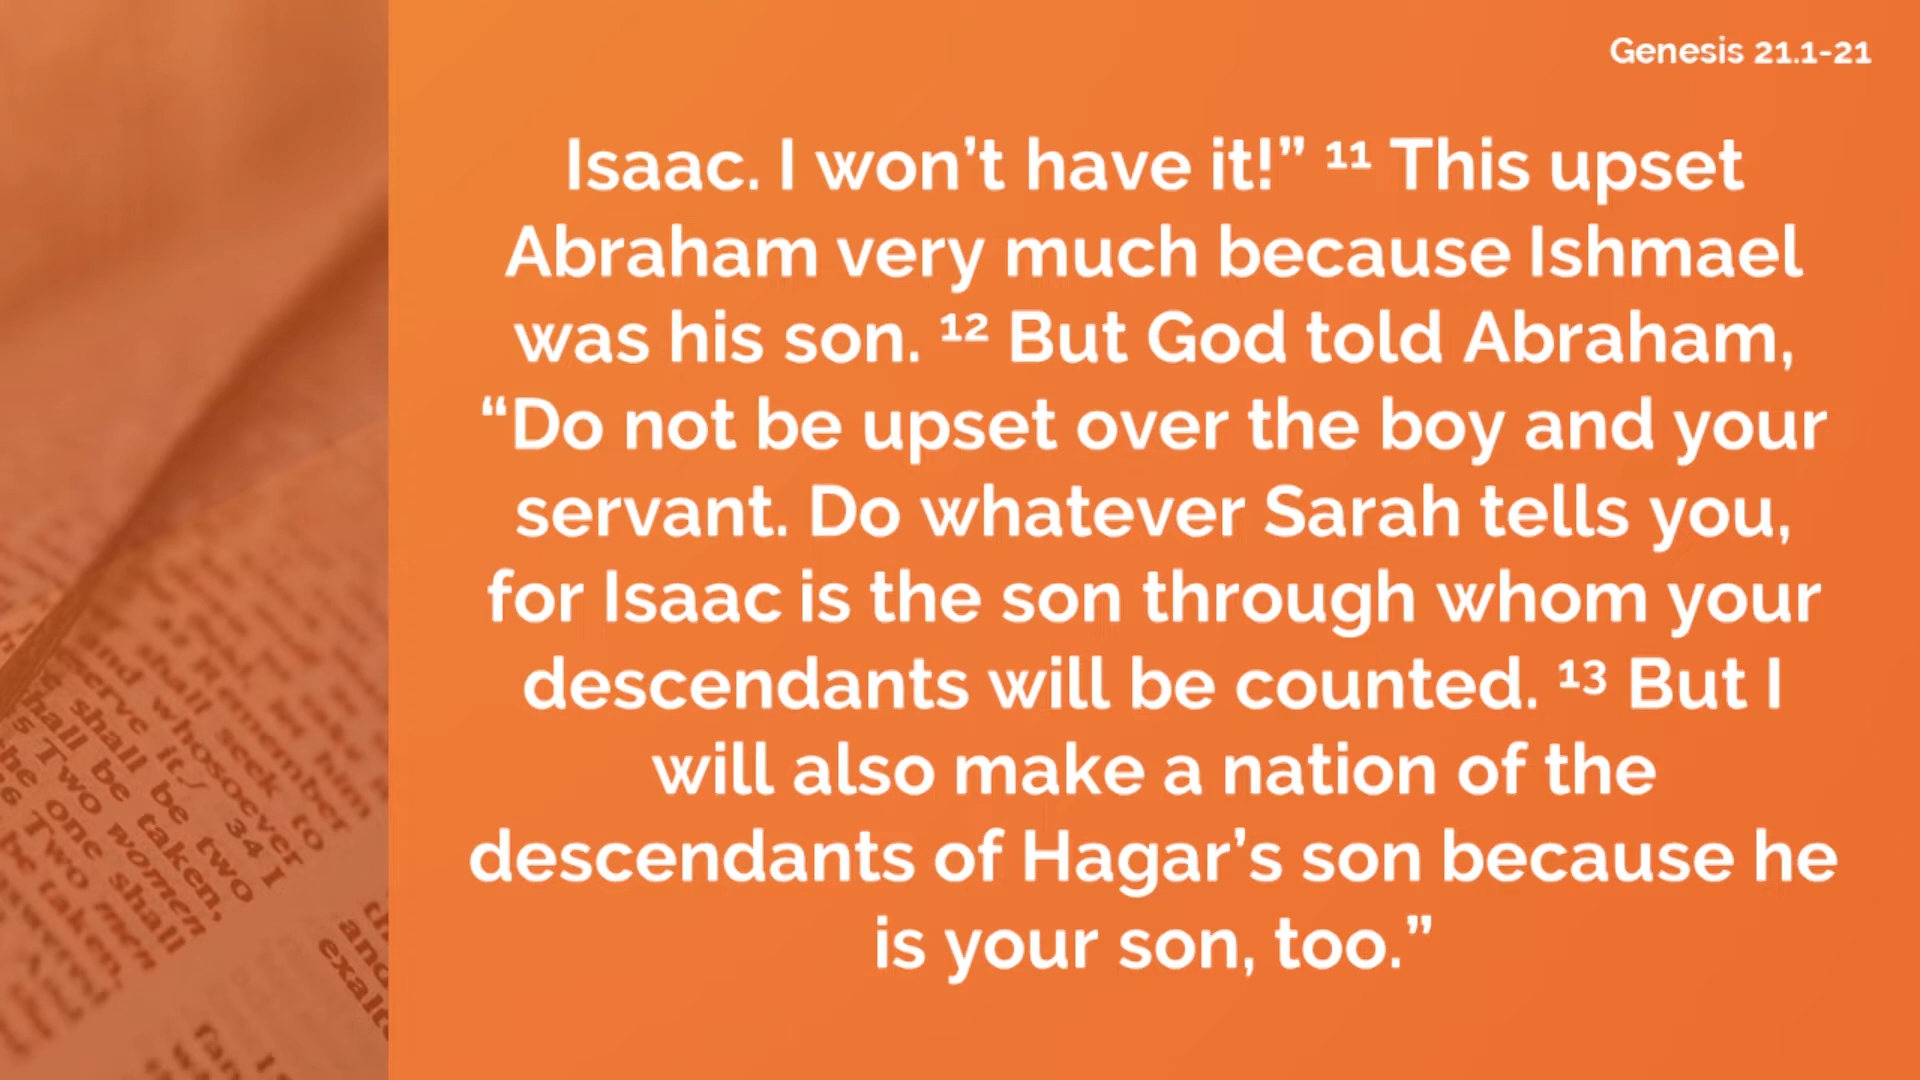 Genesis 21.1-21
Isaac. I won’t have it!” ¹¹ This upset
Abraham very much because Ishmael
was his son. ¹² But God told Abraham,
“Do not be upset over the boy and your
servant. Do whatever Sarah tells you,
for Isaac is the son through whom your
descendants will be counted. ¹³ But I
will also make a nation of the
descendants of Hagar’s son because he
is your son, too.”